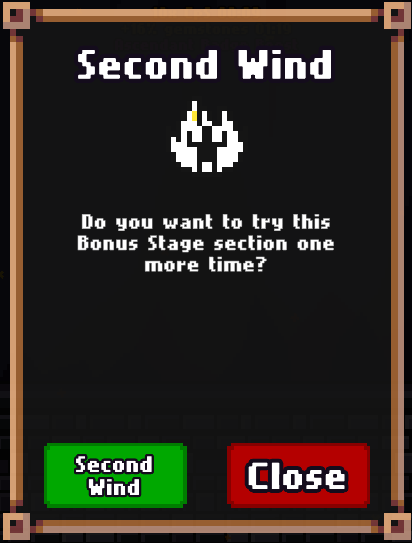 Second Wind
Do you want to try this
Bonus Stage section one
more time?
Second
Wind
Close